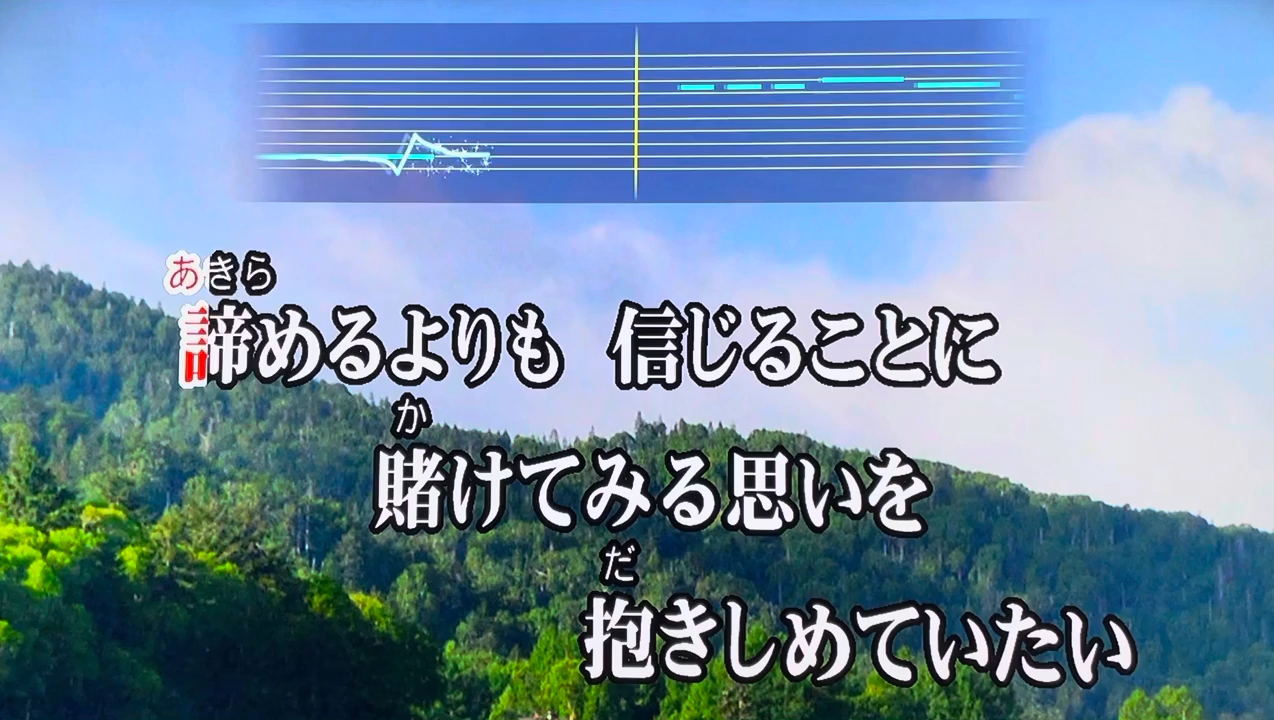 あきら
諦めるよりも 信じることに
か
賭けてみる思いを
だ
抱きしめていたい